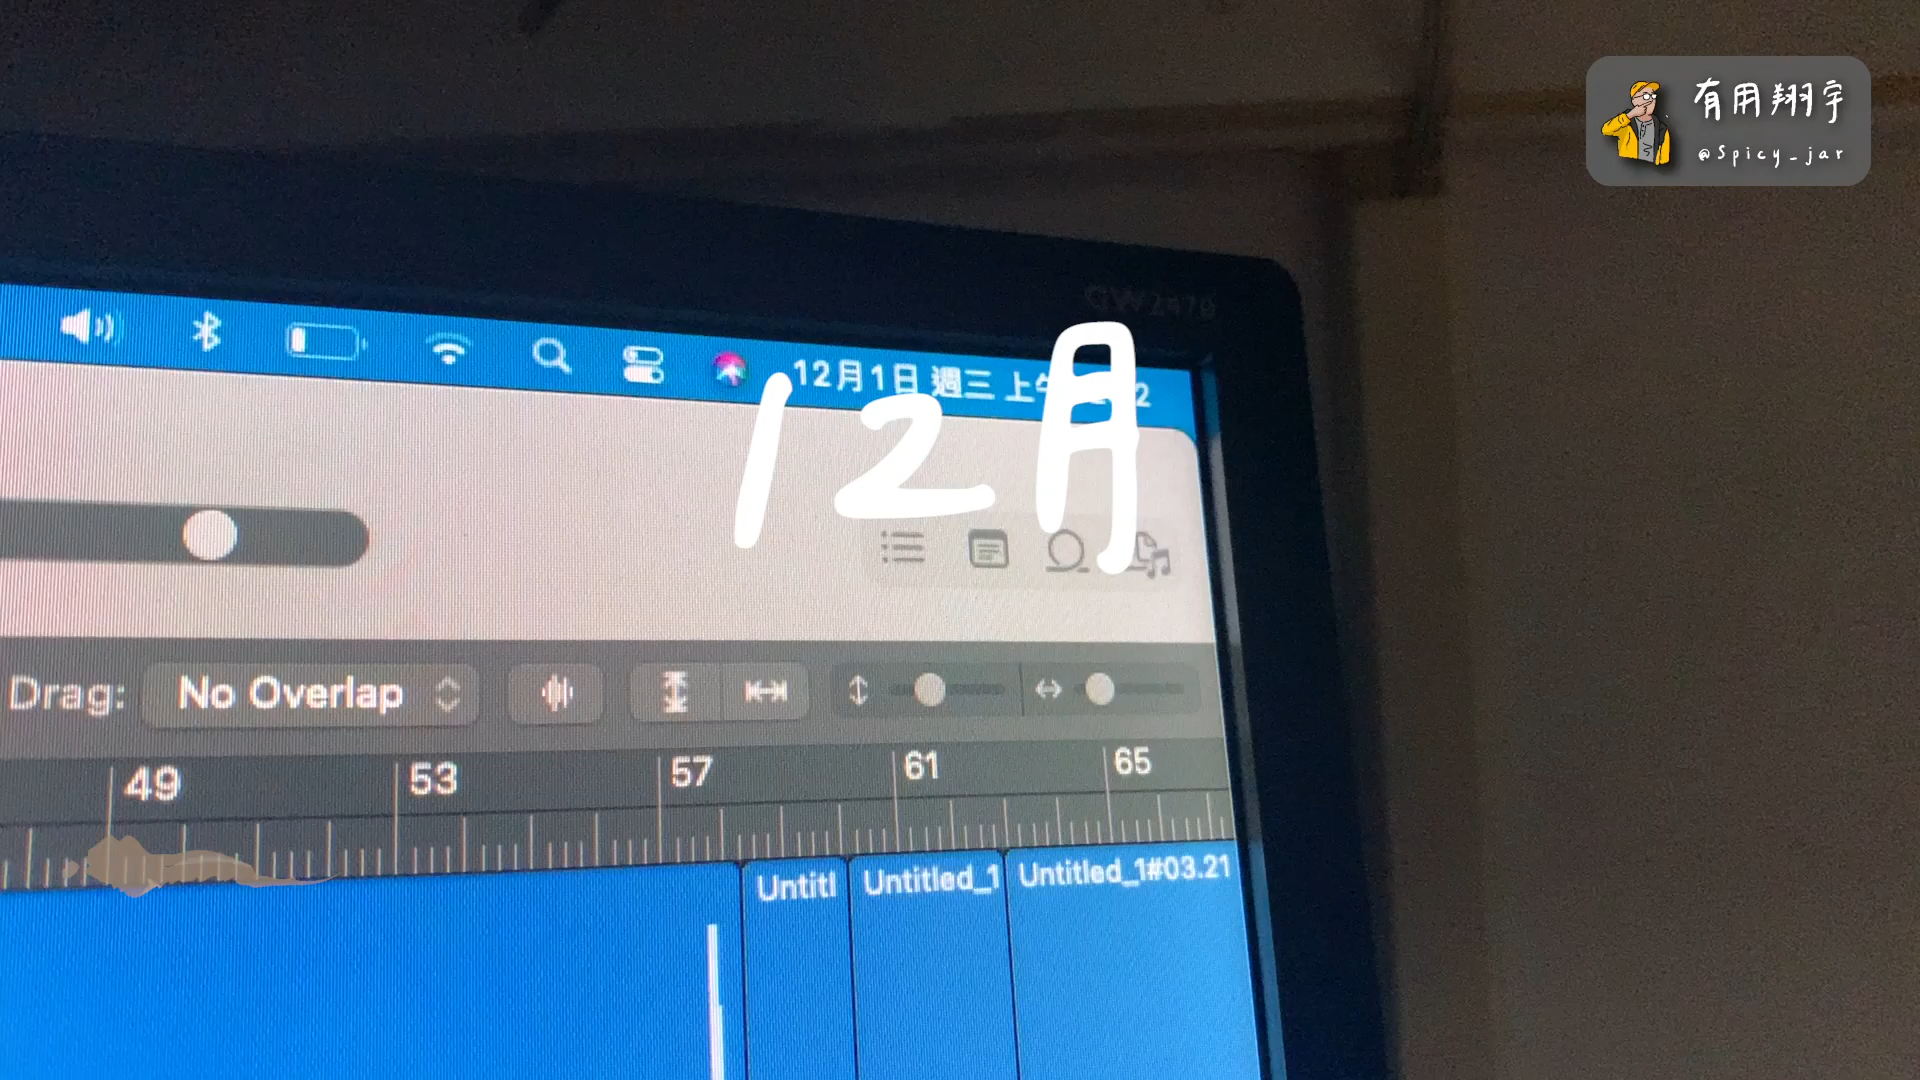 有用翔宇
@Spicy_jar
GW2470
12月1日 週三 上午
12月
Drag: No Overlap
49 53 57 61 65
Untitl Untitled_1 Untitled_1#03.21